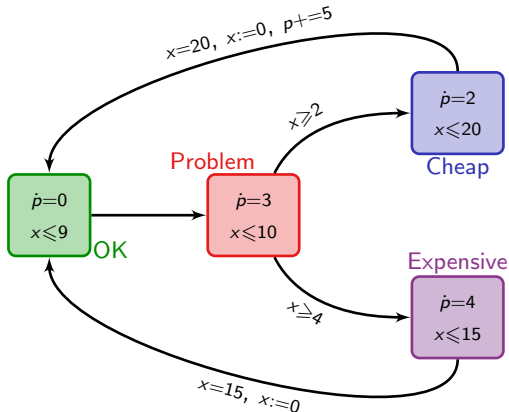 x=20, x:=0, p+=5
ṗ=2
x⩽20
Cheap
x⩾2
Problem
ṗ=0
x⩽9
OK
ṗ=3
x⩽10
Expensive
x⩾4
ṗ=4
x⩽15
x=15, x:=0